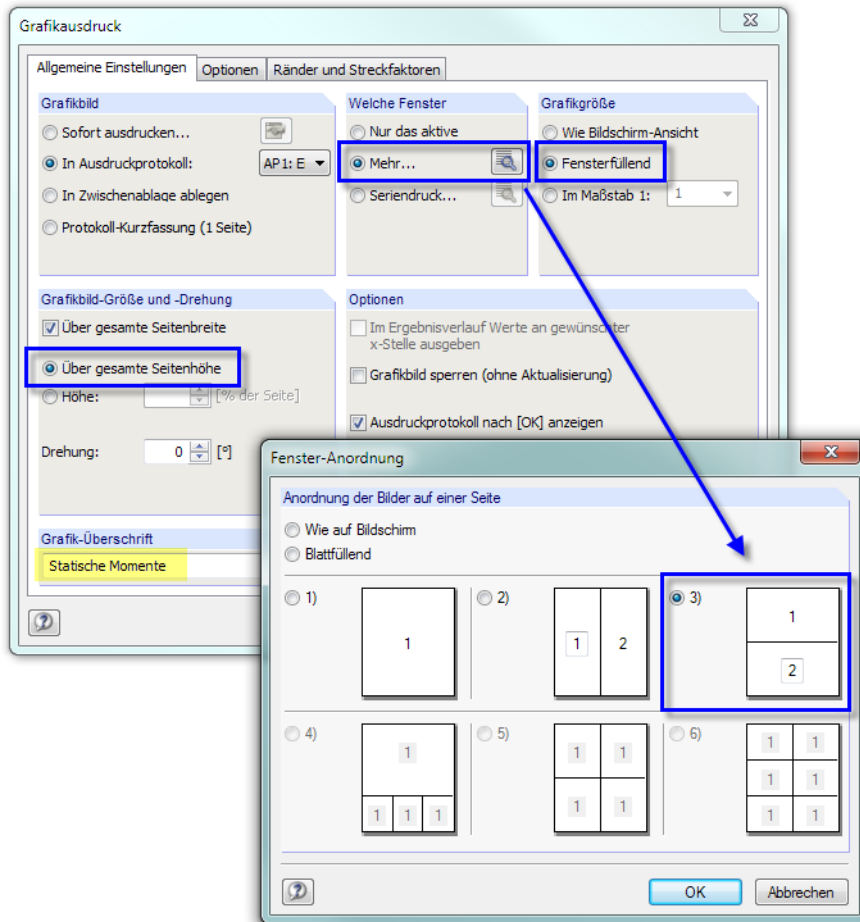 Grafikausdruck
Allgemeine Einstellungen
Optionen
Ränder und Streckfaktoren
Grafikbild
Sofort ausdrucken...
In Ausdruckprotokoll:
AP1: E
In Zwischenablage ablegen
Protokoll-Kurzfassung (1 Seite)
Welche Fenster
Nur das aktive
Mehr...
Seriendruck...
Grafikgröße
Wie Bildschirm-Ansicht
Fensterfüllend
Im Maßstab 1:
1
Grafikbild-Größe und -Drehung
Über gesamte Seitenbreite
Über gesamte Seitenhöhe
Höhe:
[% der Seite]
Drehung:
0
[°]
Optionen
Im Ergebnisverlauf Werte an gewünschter
x-Stelle ausgeben
Grafikbild sperren (ohne Aktualisierung)
Ausdruckprotokoll nach [OK] anzeigen
Grafik-Überschrift
Statische Momente
Fenster-Anordnung
Anordnung der Bilder auf einer Seite
Wie auf Bildschirm
Blattfüllend
1)
1
2)
1 2
3)
1
2
4)
1
1 1 1
5)
1 1
1 1
6)
1 1
1 1
1 1
OK
Abbrechen